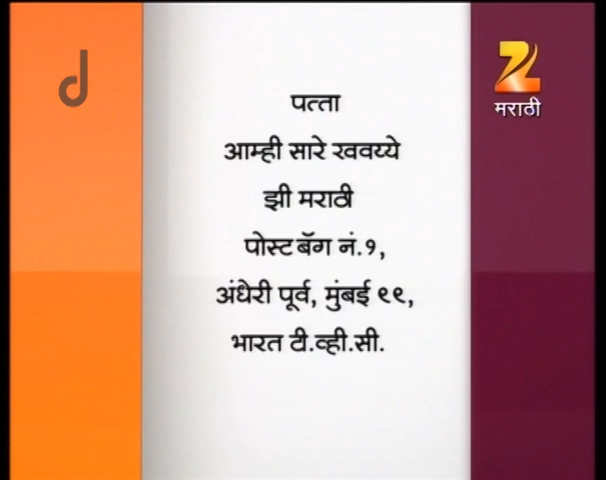 पत्ता
आम्ही सारे खवय्ये
झी मराठी
पोस्ट बॅग नं.१,
अंधेरी पूर्व, मुंबई ९९,
भारत टी.व्ही.सी.
मराठी